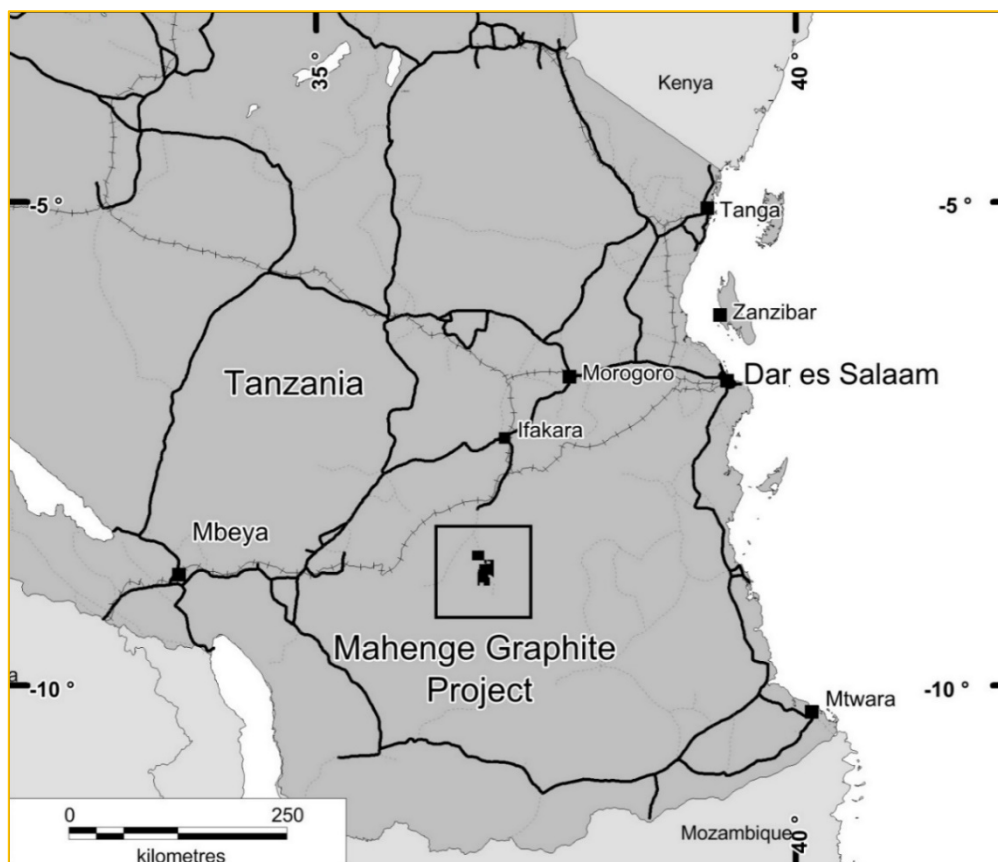 35°
40°
Kenya
-5 °
-5 °
Tanga
Zanzibar
Dar es Salaam
Morogoro
Tanzania
Ifakara
Mbeya
Mahenge Graphite
Project
-10 °
-10 °
Mtwara
0
250
kilometres
Mozambique
40°